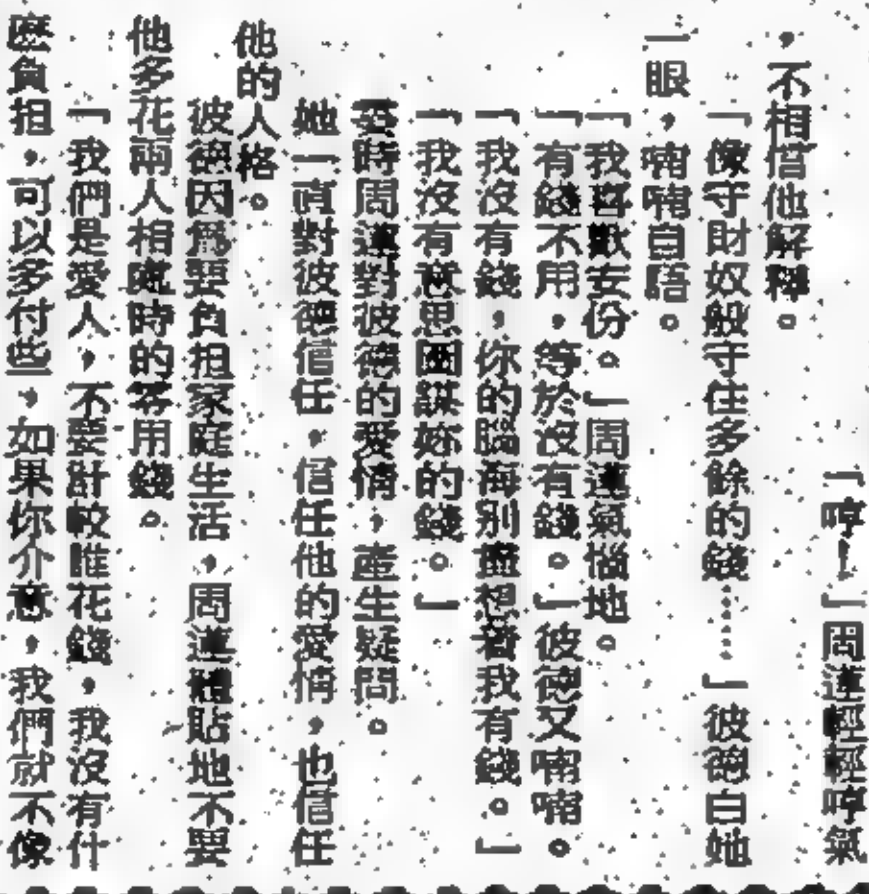 「哼！」周蓮輕輕哼氣
，不相信他解釋。
「像守財奴般守住多餘的錢……」彼德白她
一眼，喃喃自語。
「我喜歡安份。」周蓮氣惱地。
「有錢不用，等於沒有錢。」彼德又喃喃。
「我沒有錢，你的腦海別盡想着我有錢。」
「我沒有意思圖謀妳的錢。」
霎時周蓮對彼德的愛情，產生疑問。
她一直對彼德信任，信任他的愛情，也信任
他的人格。
彼德因爲要負担家庭生活，周蓮體貼地不要
他多花兩人相處時的零用錢。
「我們是愛人，不要計較誰花錢，我沒有什
麽負担，可以多付些，如果你介意，我們就不像